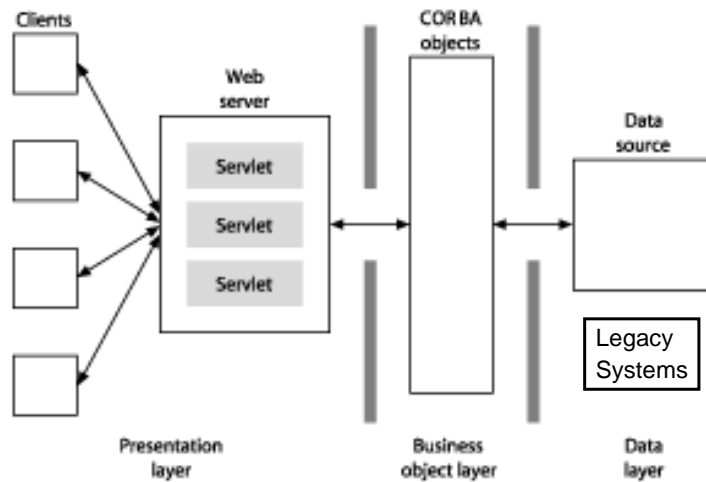 Clients
CORBA
objects
Web
server
Data
source
Servlet
Servlet
Servlet
Legacy
Systems
Presentation
layer
Business
object layer
Data
layer